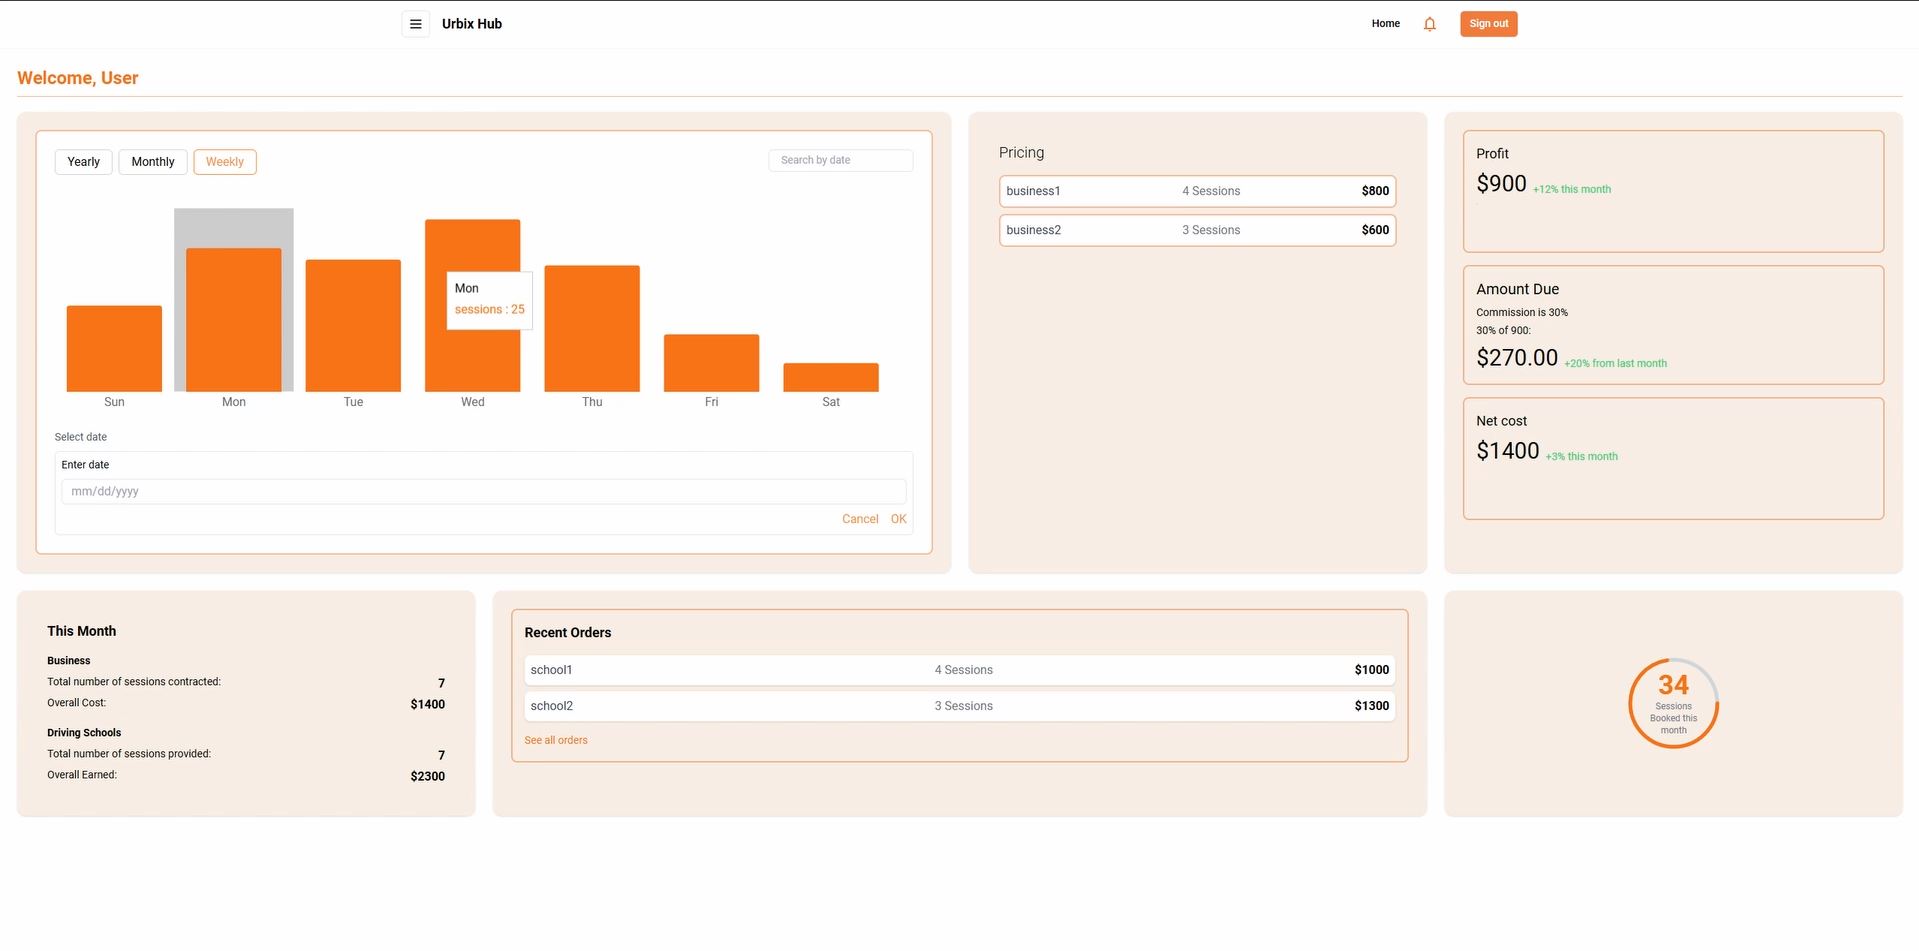 Urbix Hub
Home
Sign out
Welcome, User
Yearly Monthly Weekly
Search by date
Mon
sessions : 25
Sun Mon Tue Wed Thu Fri Sat
Select date
Enter date
mm/dd/yyyy
Cancel OK
Pricing
business1 4 Sessions $800
business2 3 Sessions $600
Profit
$900 +12% this month
Amount Due
Commission is 30%
30% of 900:
$270.00 +20% from last month
Net cost
$1400 +3% this month
This Month
Business
Total number of sessions contracted: 7
Overall Cost: $1400
Driving Schools
Total number of sessions provided: 7
Overall Earned: $2300
Recent Orders
school1 4 Sessions $1000
school2 3 Sessions $1300
See all orders
34
Sessions
Booked this
month